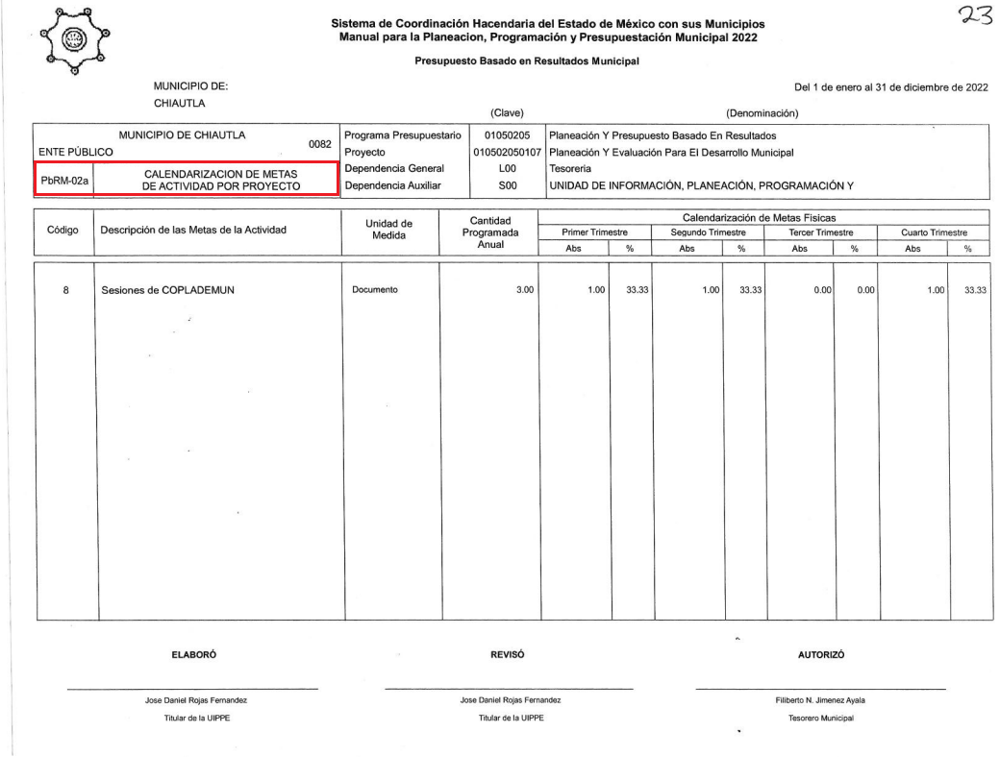 23
Sistema de Coordinación Hacendaria del Estado de México con sus Municipios
Manual para la Planeacion, Programación y Presupuestación Municipal 2022
Presupuesto Basado en Resultados Municipal
MUNICIPIO DE:
CHIAUTLA
Del 1 de enero al 31 de diciembre de 2022
(Clave) (Denominación)
MUNICIPIO DE CHIAUTLA 0082
ENTE PÚBLICO
PbRM-02a CALENDARIZACION DE METAS
DE ACTIVIDAD POR PROYECTO
Programa Presupuestario 01050205 Planeación Y Presupuesto Basado En Resultados
Proyecto 010502050107 Planeación Y Evaluación Para El Desarrollo Municipal
Dependencia General L00 Tesoreria
Dependencia Auxiliar S00 UNIDAD DE INFORMACIÓN, PLANEACIÓN, PROGRAMACIÓN Y
Código Descripción de las Metas de la Actividad
Unidad de
Medida
Cantidad
Programada
Anual
Calendarización de Metas Fisicas
Primer Trimestre Segundo Trimestre Tercer Trimestre Cuarto Trimestre
Abs % Abs % Abs % Abs %
8 Sesiones de COPLADEMUN Documento 3.00 1.00 33.33 1.00 33.33 0.00 0.00 1.00 33.33
ELABORÓ REVISÓ AUTORIZÓ
Jose Daniel Rojas Fernandez Jose Daniel Rojas Fernandez Filiberto N. Jimenez Ayala
Titular de la UIPPE Titular de la UIPPE Tesorero Municipal